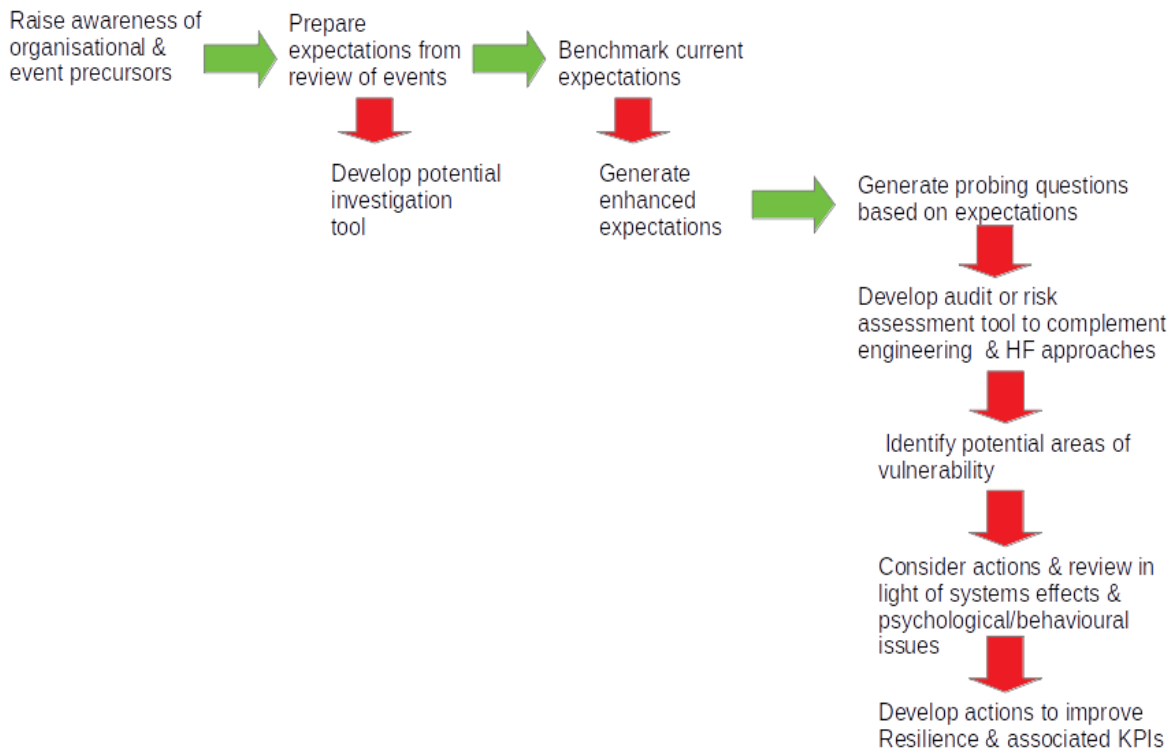 Raise awareness of
organisational &
event precursors
Prepare
expectations from
review of events
Benchmark current
expectations
Develop potential
investigation
tool
Generate
enhanced
expectations
Generate probing questions
based on expectations
Develop audit or risk
assessment tool to complement
engineering & HF approaches
Identify potential areas of
vulnerability
Consider actions & review in
light of systems effects &
psychological/behavioural
issues
Develop actions to improve
Resilience & associated KPIs